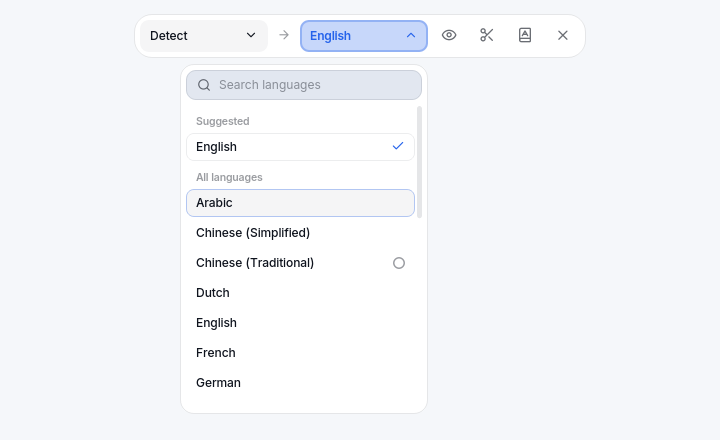 Detect
English
Search languages
Suggested
English
All languages
Arabic
Chinese (Simplified)
Chinese (Traditional)
Dutch
English
French
German